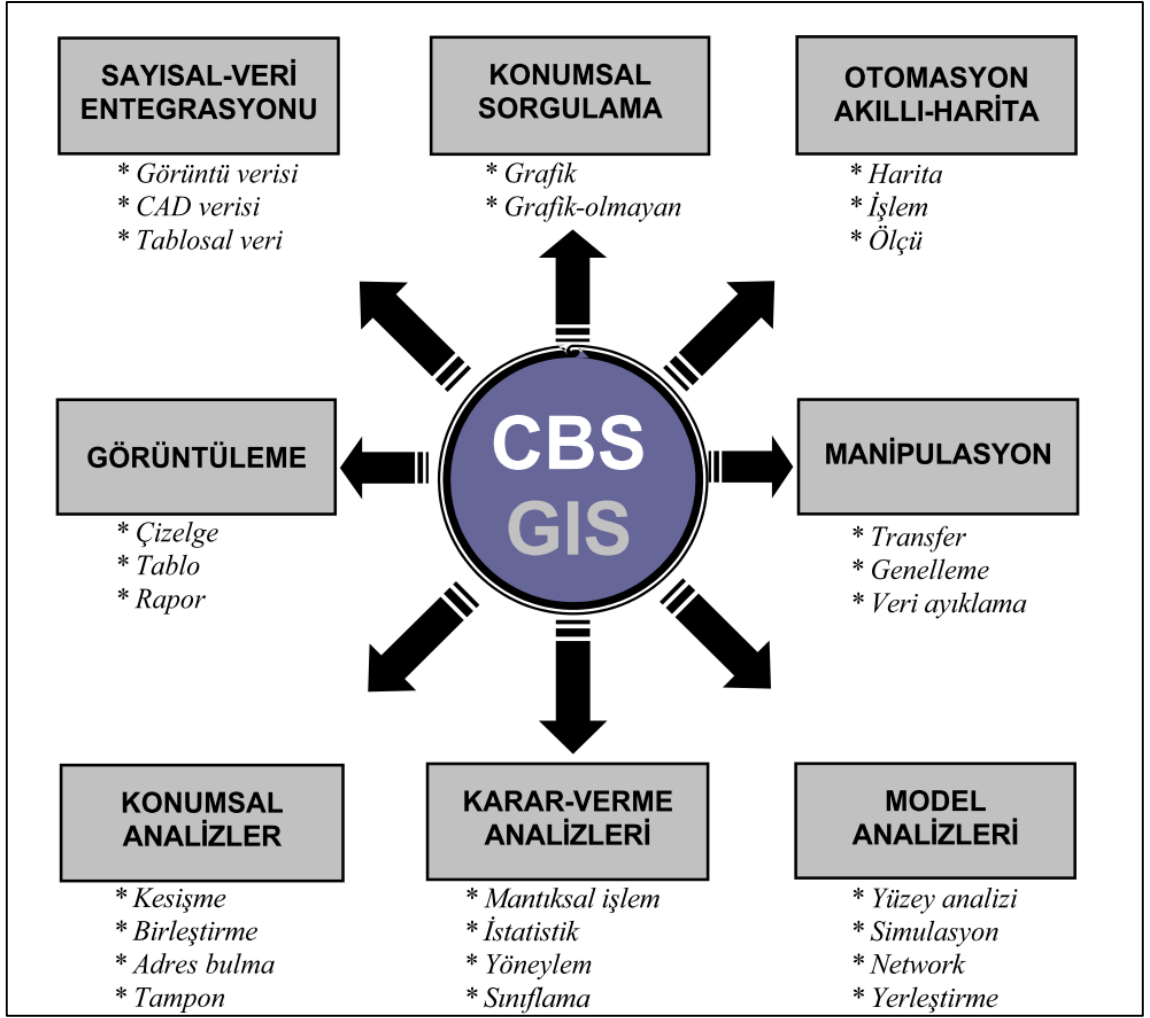 SAYISAL-VERİ
ENTEGRASYONU
* Görüntü verisi
* CAD verisi
* Tablosal veri
KONUMSAL
SORGULAMA
* Grafik
* Grafik-olmayan
OTOMASYON
AKILLI-HARİTA
* Harita
* İşlem
* Ölçü
GÖRÜNTÜLEME
* Çizelge
* Tablo
* Rapor
CBS
GIS
MANİPULASYON
* Transfer
* Genelleme
* Veri ayıklama
KONUMSAL
ANALİZLER
* Kesişme
* Birleştirme
* Adres bulma
* Tampon
KARAR-VERME
ANALİZLERİ
* Mantıksal işlem
* İstatistik
* Yöneylem
* Sınıflama
MODEL
ANALİZLERİ
* Yüzey analizi
* Simulasyon
* Network
* Yerleştirme